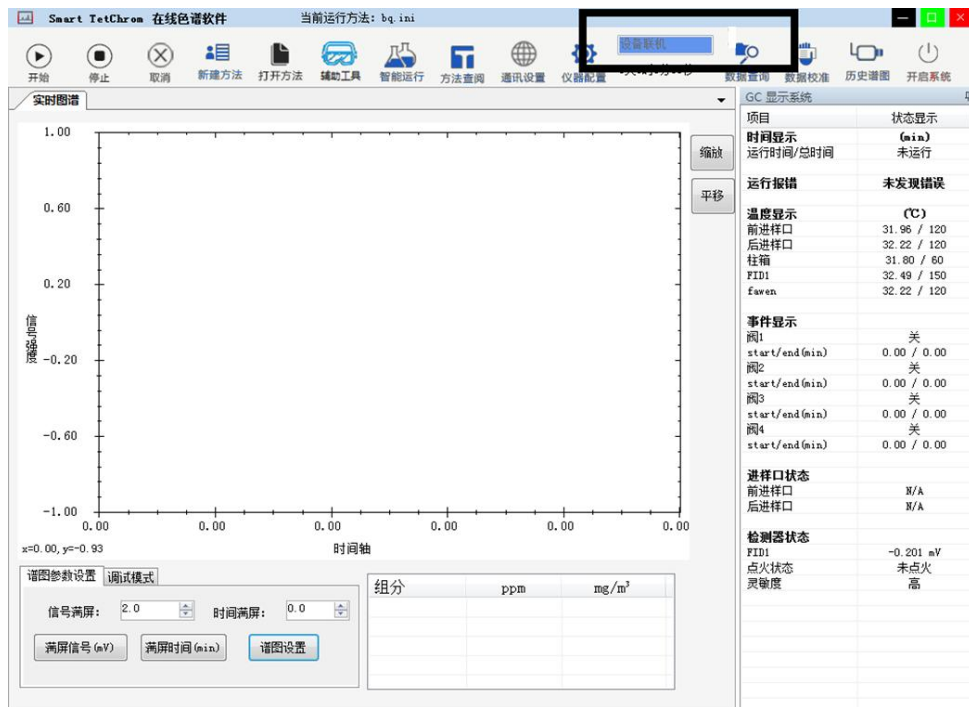 Smart TetChrom 在线色谱软件 当前运行方法: bq.ini
设备联机
开始 停止 取消 新建方法 打开方法 辅助工具 智能运行 方法查阅 通讯设置 仪器配置 数据查询 数据校准 历史谱图 开启系统
实时图谱
1.00
0.60
0.20
-0.20
-0.60
-1.00
信号强度
0.00 0.00 0.00 0.00 0.00 0.00
x=0.00,y=-0.93 时间轴
缩放
平移
谱图参数设置 调试模式
信号满屏: 2.0 时间满屏: 0.0
满屏信号(mV) 满屏时间(min) 谱图设置
组分 ppm mg/m³
GC 显示系统
项目 状态显示
时间显示 (min)
运行时间/总时间 未运行
运行报错 未发现错误
温度显示 (℃)
前进样口 31.96 / 120
后进样口 32.22 / 120
柱箱 31.80 / 60
FID1 32.49 / 150
fawen 32.22 / 120
事件显示
阀1 关
start/end(min) 0.00 / 0.00
阀2 关
start/end(min) 0.00 / 0.00
阀3 关
start/end(min) 0.00 / 0.00
阀4 关
start/end(min) 0.00 / 0.00
进样口状态
前进样口 N/A
后进样口 N/A
检测器状态
FID1 -0.201 mV
点火状态 未点火
灵敏度 高